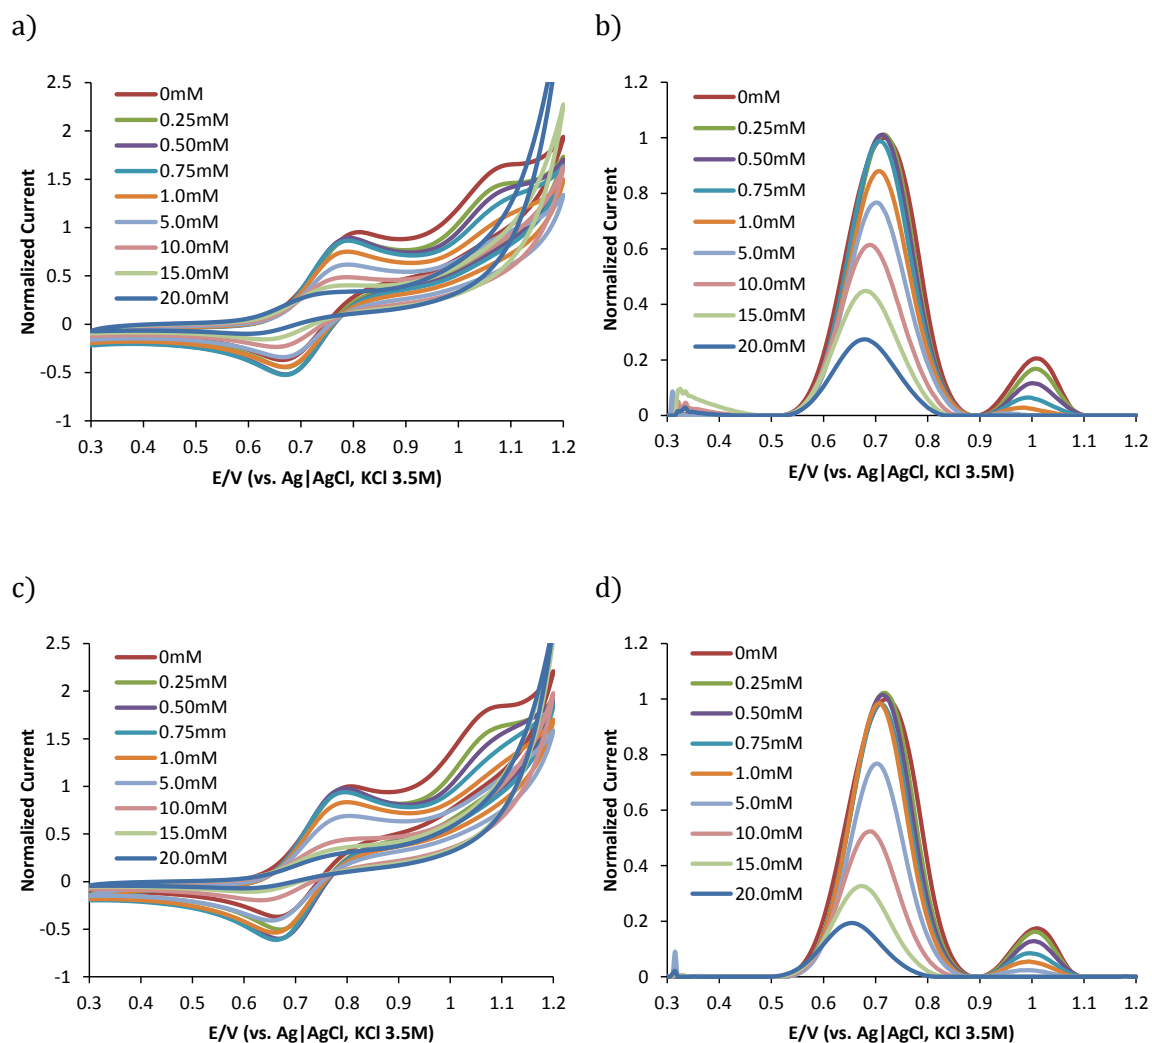 a)
2.5
2
1.5
1
0.5
0
-0.5
-1
Normalized Current
0mM
0.25mM
0.50mM
0.75mM
1.0mM
5.0mM
10.0mM
15.0mM
20.0mM
0.3 0.4 0.5 0.6 0.7 0.8 0.9 1 1.1 1.2
E/V (vs. Ag|AgCl, KCl 3.5M)
b)
1.2
1
0.8
0.6
0.4
0.2
0
Normalized Current
0mM
0.25mM
0.50mM
0.75mM
1.0mM
5.0mM
10.0mM
15.0mM
20.0mM
0.3 0.4 0.5 0.6 0.7 0.8 0.9 1 1.1 1.2
E/V (vs. Ag|AgCl, KCl 3.5M)
c)
2.5
2
1.5
1
0.5
0
-0.5
-1
Normalized Current
0mM
0.25mM
0.50mM
0.75mm
1.0mM
5.0mM
10.0mM
15.0mM
20.0mM
0.3 0.4 0.5 0.6 0.7 0.8 0.9 1 1.1 1.2
E/V (vs. Ag|AgCl, KCl 3.5M)
d)
1.2
1
0.8
0.6
0.4
0.2
0
Normalized Current
0mM
0.25mM
0.50mM
0.75mM
1.0mM
5.0mM
10.0mM
15.0mM
20.0mM
0.3 0.4 0.5 0.6 0.7 0.8 0.9 1 1.1 1.2
E/V (vs. Ag|AgCl, KCl 3.5M)